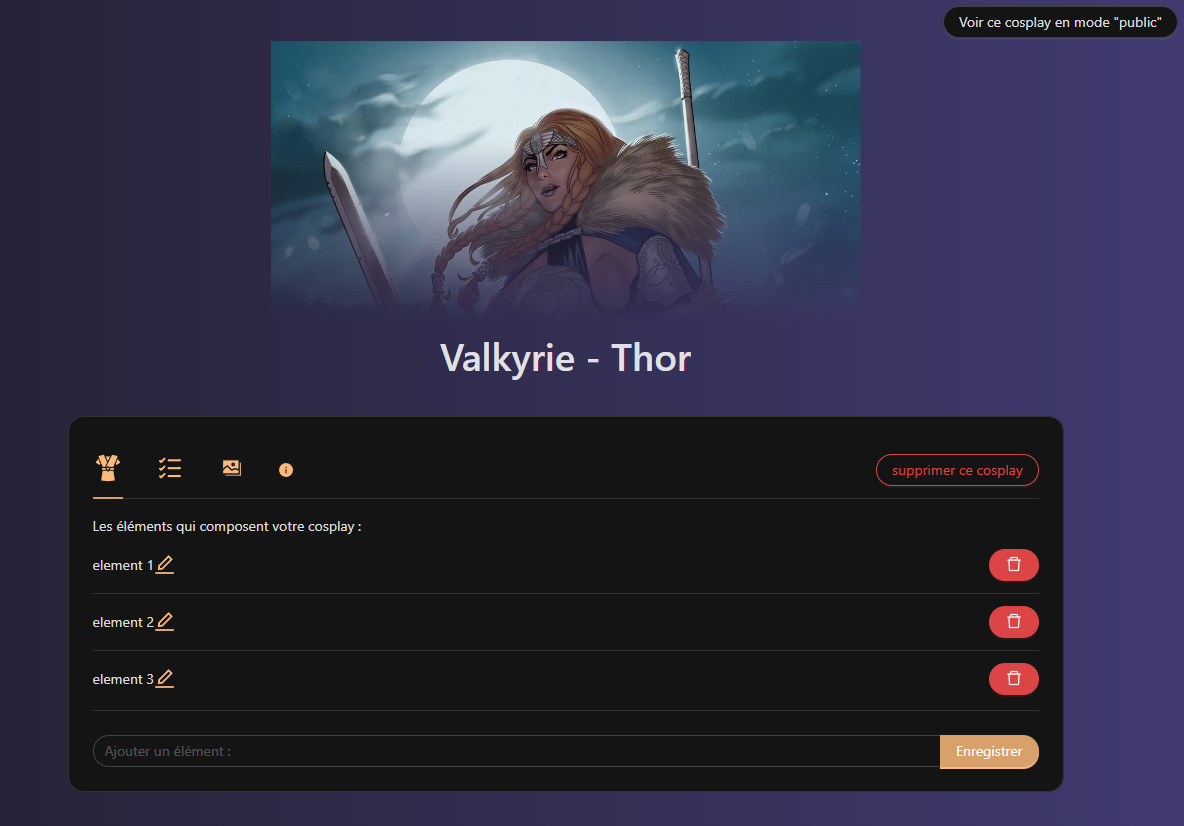 Voir ce cosplay en mode "public"
Valkyrie - Thor
supprimer ce cosplay
Les éléments qui composent votre cosplay :
element 1
element 2
element 3
Ajouter un élément :
Enregistrer